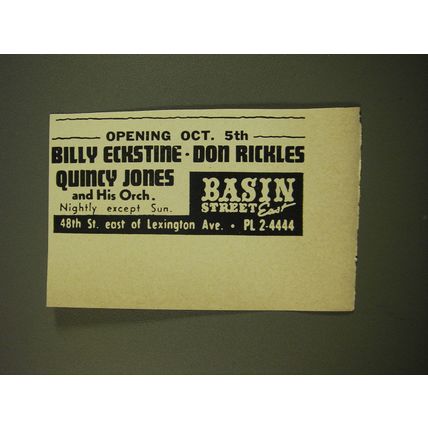 OPENING OCT. 5th
BILLY ECKSTINE · DON RICKLES
QUINCY JONES
and His Orch.
Nightly except Sun.
BASIN
STREET East
48th St. east of Lexington Ave. • PL 2-4444